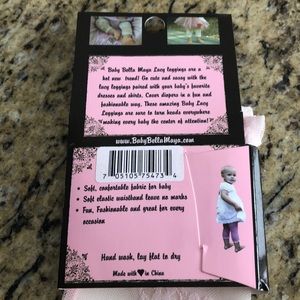 Baby Bella Maya Lacy leggings are a
hot new trend! Go cute and sassy with the
lacy leggings paired with your baby's favorite
dresses and skirts. Covers diapers in a fun and
fashionable way. These amazing Baby Lacy
Leggings are sure to turn heads everywhere
"making every baby the center of attention!"
www.BabyBellaMaya.com
7 05105 75473 4
• Soft, comfortable fabric for baby
• Soft elastic waistband leave no marks
• Fun, Fashionable and great for every
occasion
Hand wash, lay flat to dry
Made with ♥ in China